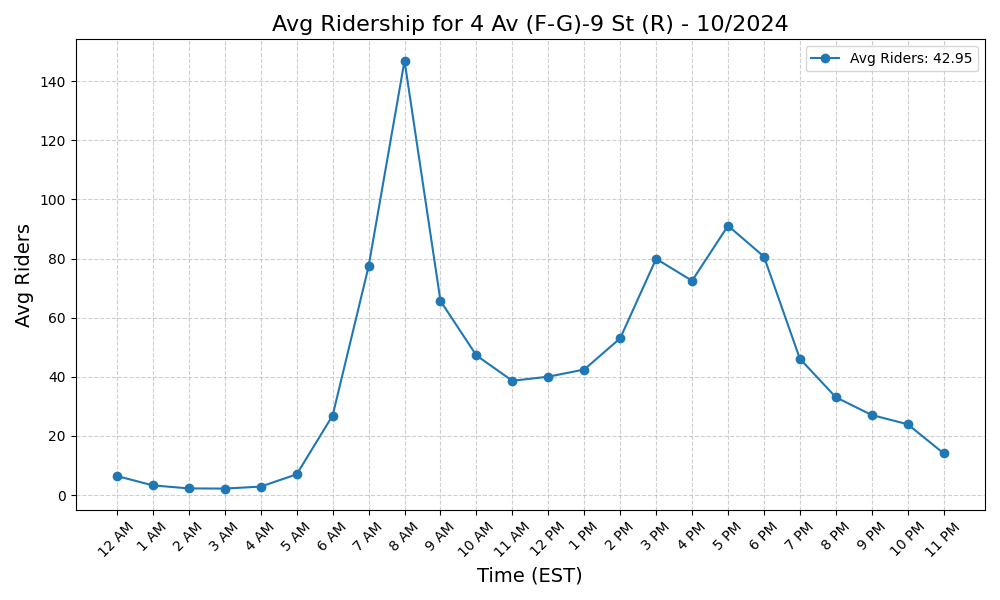 Avg Ridership for 4 Av (F-G)-9 St (R) - 10/2024
Avg Riders: 42.95
Avg Riders
140
120
100
80
60
40
20
0
12 AM
1 AM
2 AM
3 AM
4 AM
5 AM
6 AM
7 AM
8 AM
9 AM
10 AM
11 AM
12 PM
1 PM
2 PM
3 PM
4 PM
5 PM
6 PM
7 PM
8 PM
9 PM
10 PM
11 PM
Time (EST)